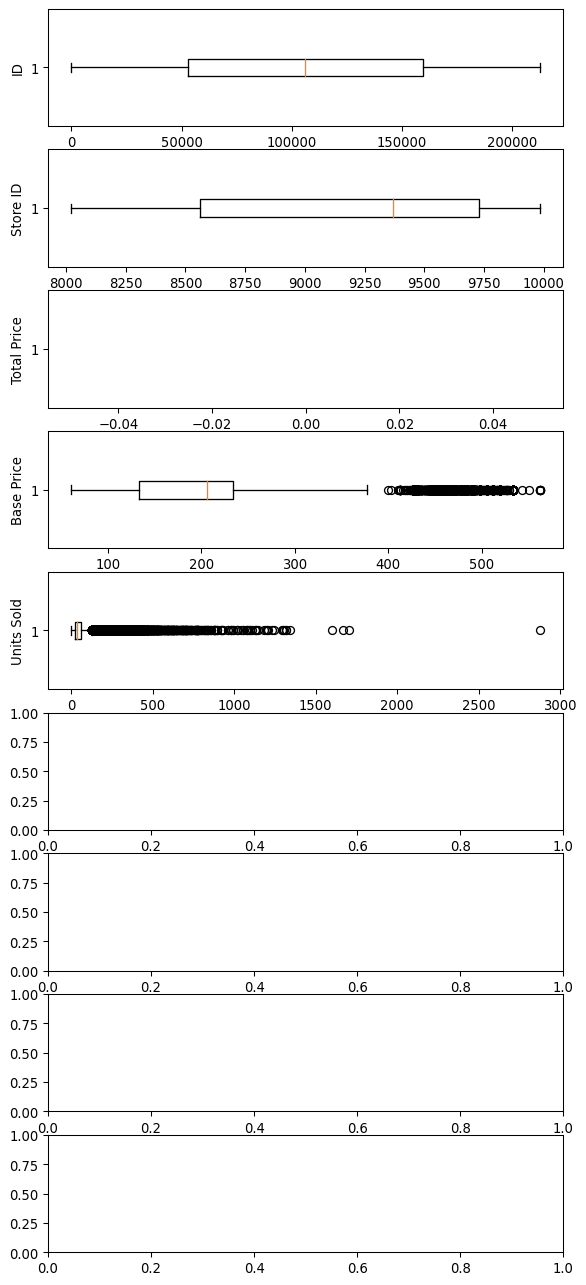 ID
1
0 50000 100000 150000 200000
Store ID
1
8000 8250 8500 8750 9000 9250 9500 9750 10000
Total Price
1
−0.04 −0.02 0.00 0.02 0.04
Base Price
1
100 200 300 400 500
Units Sold
1
0 500 1000 1500 2000 2500 3000
1.00
0.75
0.50
0.25
0.00
0.0 0.2 0.4 0.6 0.8 1.0
1.00
0.75
0.50
0.25
0.00
0.0 0.2 0.4 0.6 0.8 1.0
1.00
0.75
0.50
0.25
0.00
0.0 0.2 0.4 0.6 0.8 1.0
1.00
0.75
0.50
0.25
0.00
0.0 0.2 0.4 0.6 0.8 1.0